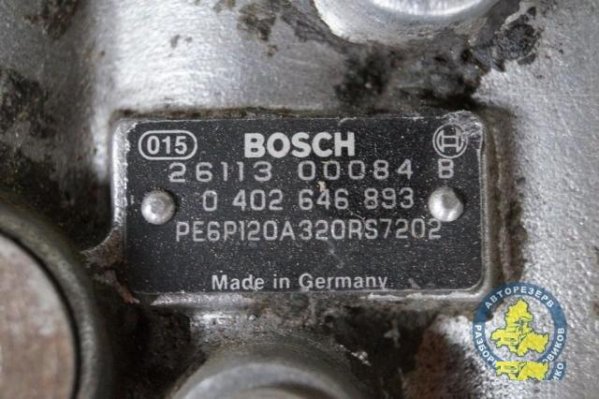 015 BOSCH
26113 00084 B
0 402 646 893
PE6P120A320RS7202
Made in Germany
АВТОРЕЗЕРВ